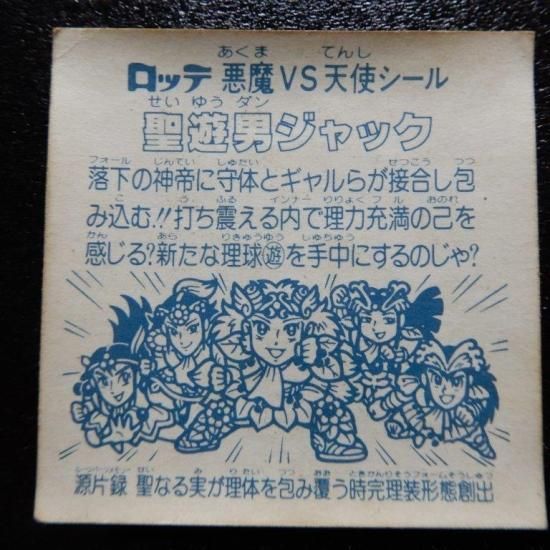 ロッテ 悪魔VS天使シール
聖遊男ジャック
落下の神帝に守体とギャルらが接合し包
み込む!!打ち震える内で理力充満の己を
感じる?新たな理球遊を手中にするのじゃ?
源片録 聖なる実が理体を包み覆う時完理装形態創出